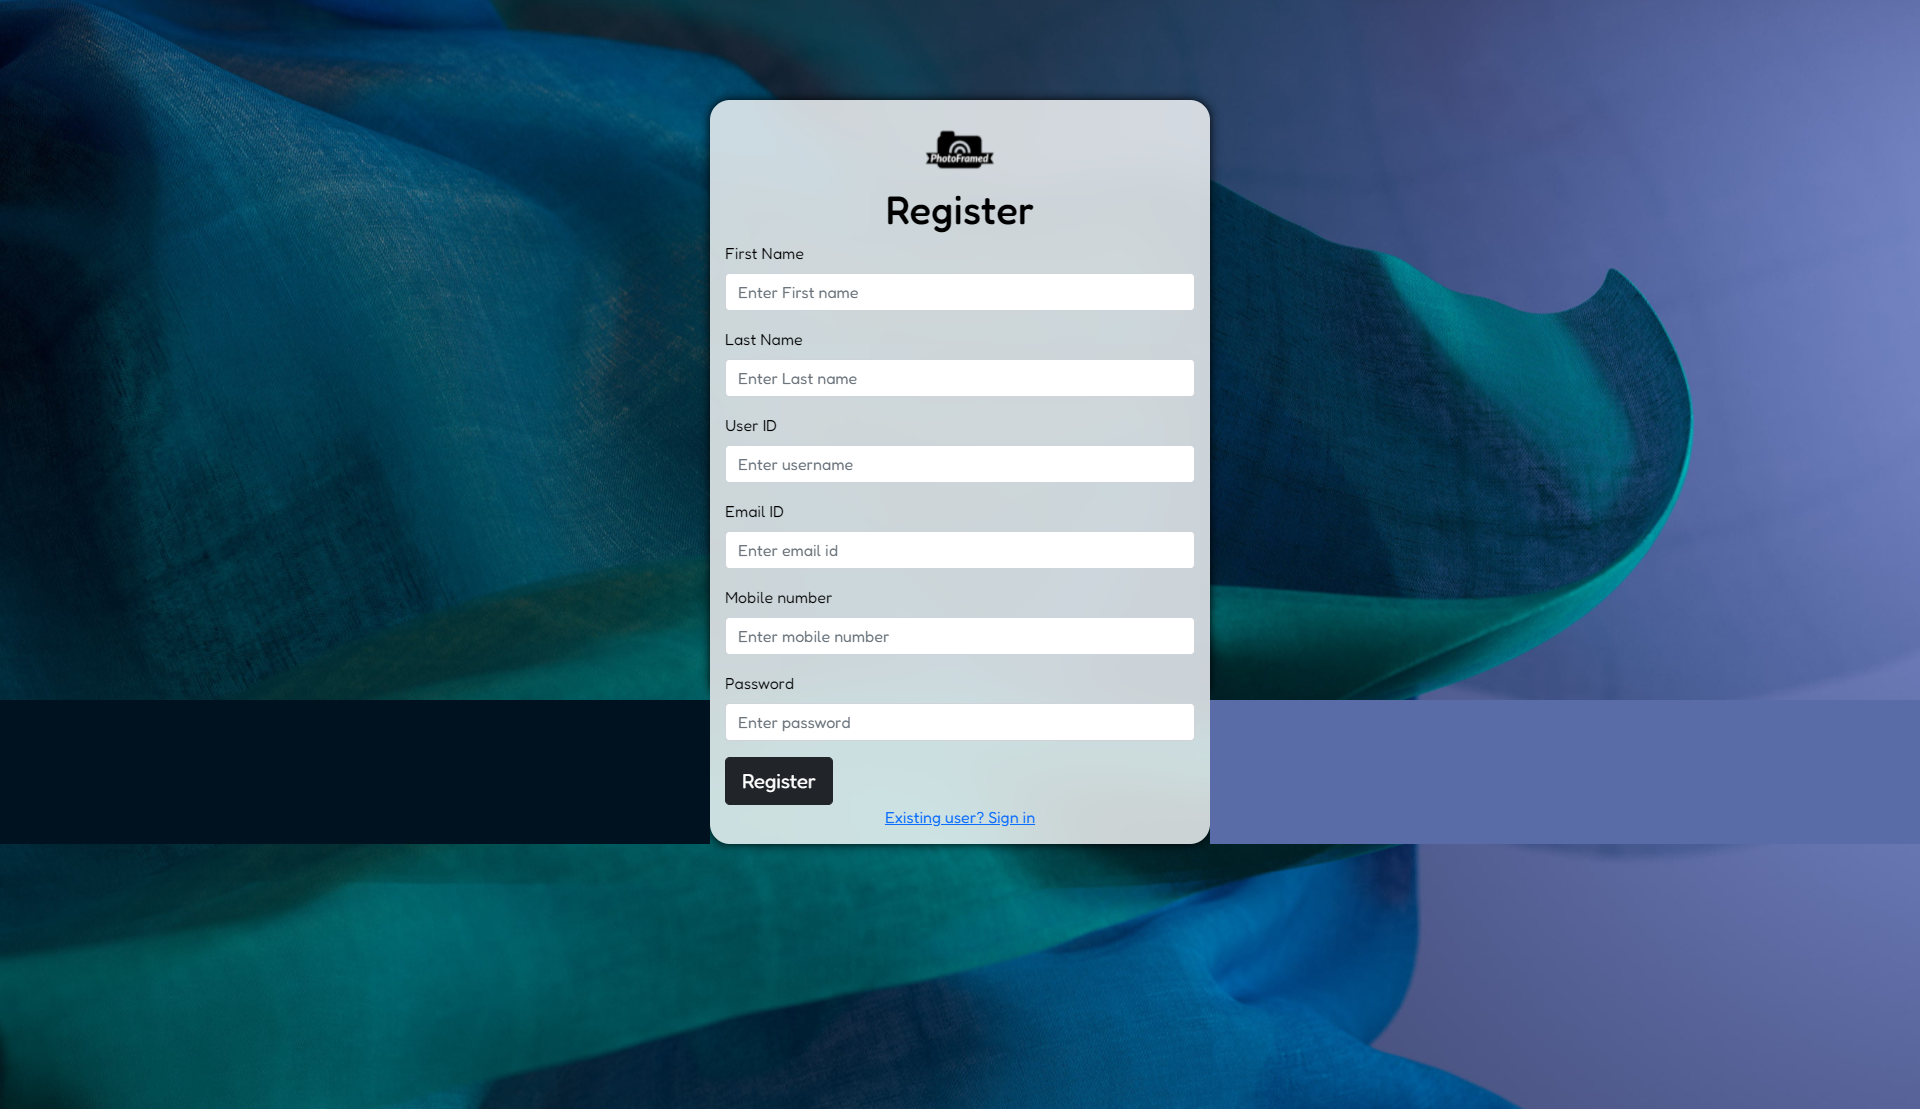 PhotoFramed
Register
First Name
Enter First name
Last Name
Enter Last name
User ID
Enter username
Email ID
Enter email id
Mobile number
Enter mobile number
Password
Enter password
Register
Existing user? Sign in